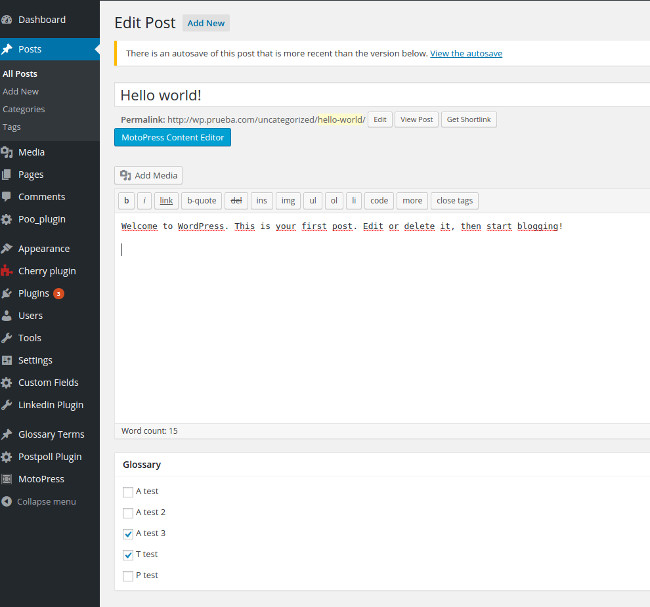 Dashboard
Posts
All Posts
Add New
Categories
Tags
Media
Pages
Comments
Poo_plugin
Appearance
Cherry plugin
Plugins 5
Users
Tools
Settings
Custom Fields
Linkedin Plugin
Glossary Terms
Postpoll Plugin
MotoPress
Collapse menu
Edit Post Add New
There is an autosave of this post that is more recent than the version below. View the autosave
Hello world!
Permalink: http://wp.prueba.com/uncategorized/hello-world/ Edit View Post Get Shortlink
MotoPress Content Editor
Add Media
b i link b-quote del ins img ul ol li code more close tags
Welcome to WordPress. This is your first post. Edit or delete it, then start blogging!
Word count: 15
Glossary
A test
A test 2
A test 3
T test
P test